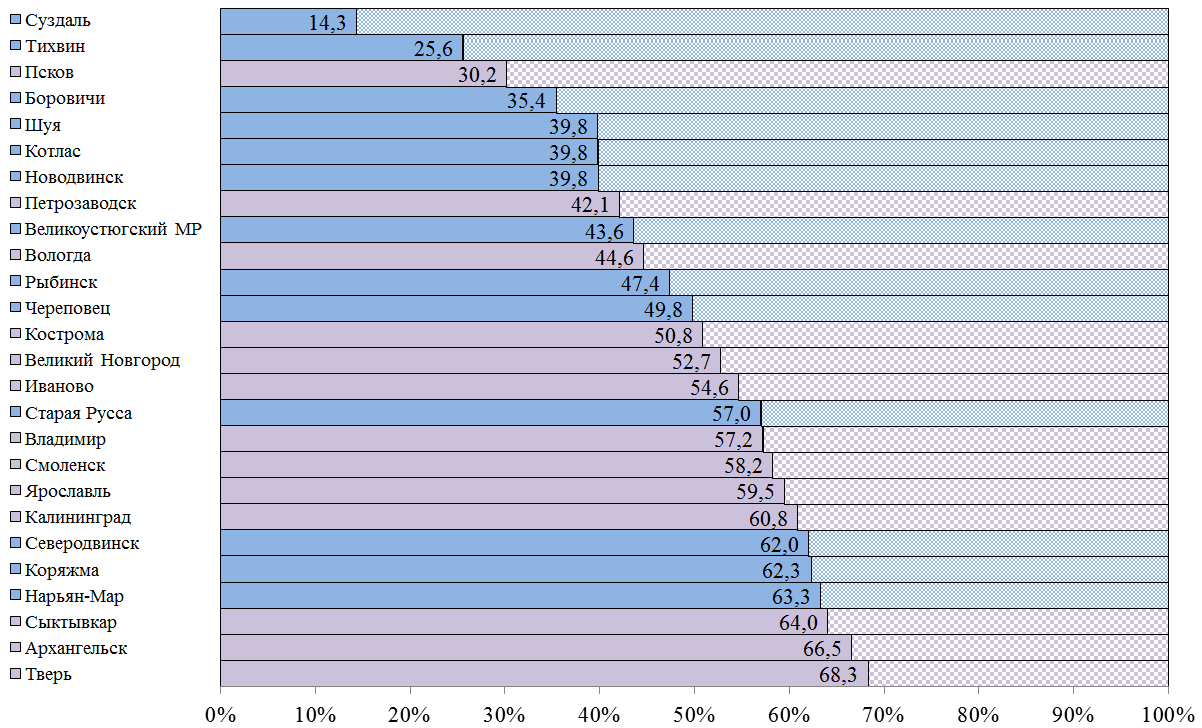 Суздаль 14,3
Тихвин 25,6
Псков 30,2
Боровичи 35,4
Шуя 39,8
Котлас 39,8
Новодвинск 39,8
Петрозаводск 42,1
Великоустюгский МР 43,6
Вологда 44,6
Рыбинск 47,4
Череповец 49,8
Кострома 50,8
Великий Новгород 52,7
Иваново 54,6
Старая Русса 57,0
Владимир 57,2
Смоленск 58,2
Ярославль 59,5
Калининград 60,8
Северодвинск 62,0
Коряжма 62,3
Нарьян-Мар 63,3
Сыктывкар 64,0
Архангельск 66,5
Тверь 68,3
0% 10% 20% 30% 40% 50% 60% 70% 80% 90% 100%